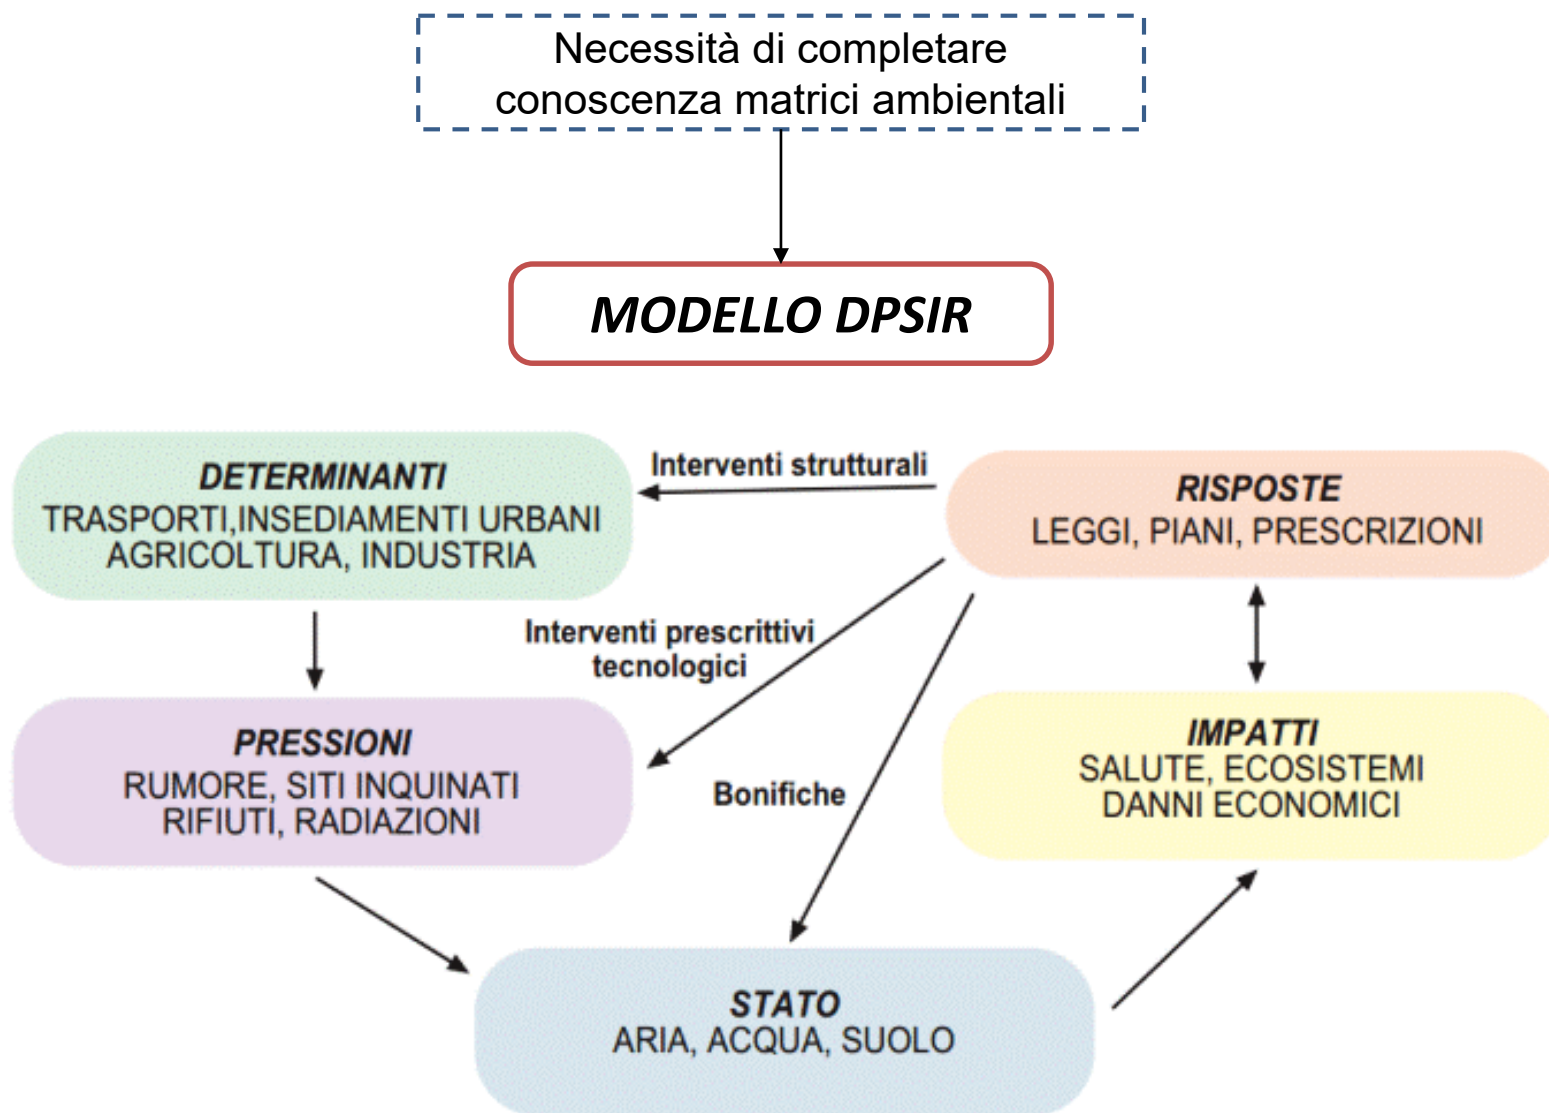 Necessità di completare
conoscenza matrici ambientali
MODELLO DPSIR
DETERMINANTI
TRASPORTI,INSEDIAMENTI URBANI
AGRICOLTURA, INDUSTRIA
Interventi strutturali
RISPOSTE
LEGGI, PIANI, PRESCRIZIONI
Interventi prescrittivi
tecnologici
PRESSIONI
RUMORE, SITI INQUINATI
RIFIUTI, RADIAZIONI
Bonifiche
IMPATTI
SALUTE, ECOSISTEMI
DANNI ECONOMICI
STATO
ARIA, ACQUA, SUOLO